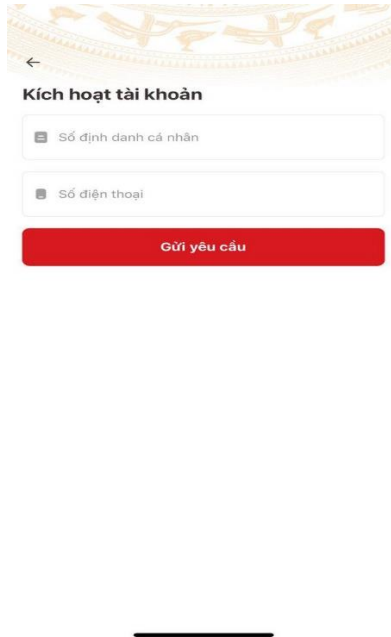 Kích hoạt tài khoản
Số định danh cá nhân
Số điện thoại
Gửi yêu cầu